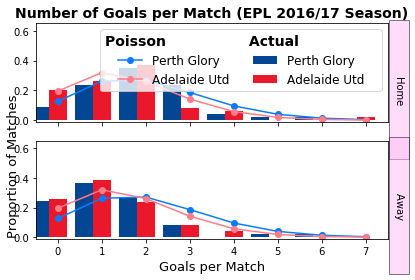 Number of Goals per Match (EPL 2016/17 Season)
Poisson Actual
Perth Glory Perth Glory
Adelaide Utd Adelaide Utd
0.6
0.4
0.2
0.0
Home
0.6
0.4
0.2
0.0
Away
0 1 2 3 4 5 6 7
Proportion of Matches
Goals per Match